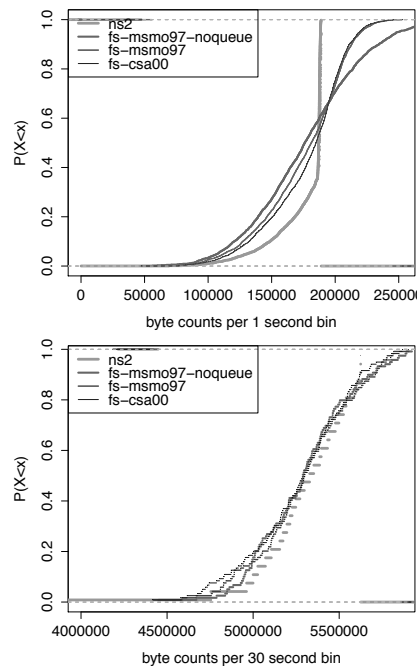 ns2
fs-msmo97-noqueue
fs-msmo97
fs-csa00
P(X<x)
1.0
0.8
0.6
0.4
0.2
0.0
0 50000 100000 150000 200000 250000
byte counts per 1 second bin
ns2
fs-msmo97-noqueue
fs-msmo97
fs-csa00
P(X<x)
1.0
0.8
0.6
0.4
0.2
0.0
4000000 4500000 5000000 5500000
byte counts per 30 second bin